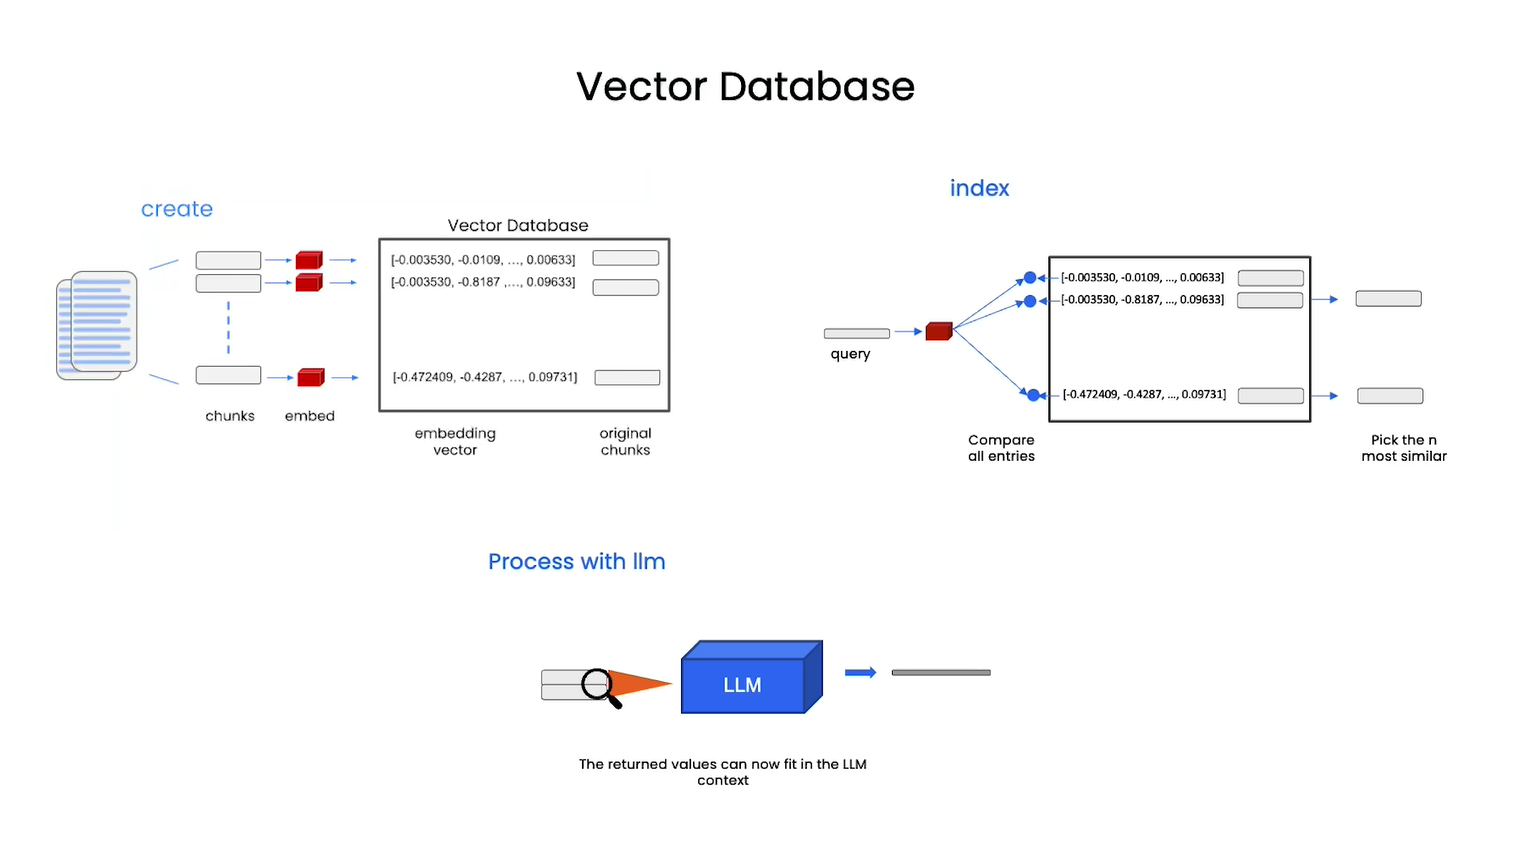 Vector Database
create
Vector Database
[-0.003530, -0.0109, ..., 0.00633]
[-0.003530, -0.8187 ,..., 0.09633]
[-0.472409, -0.4287, ..., 0.09731]
chunks
embed
embedding
vector
original
chunks
index
[-0.003530, -0.0109, ..., 0.00633]
[-0.003530, -0.8187, ..., 0.09633]
query
[-0.472409, -0.4287, ..., 0.09731]
Compare
all entries
Pick the n
most similar
Process with llm
LLM
The returned values can now fit in the LLM
context